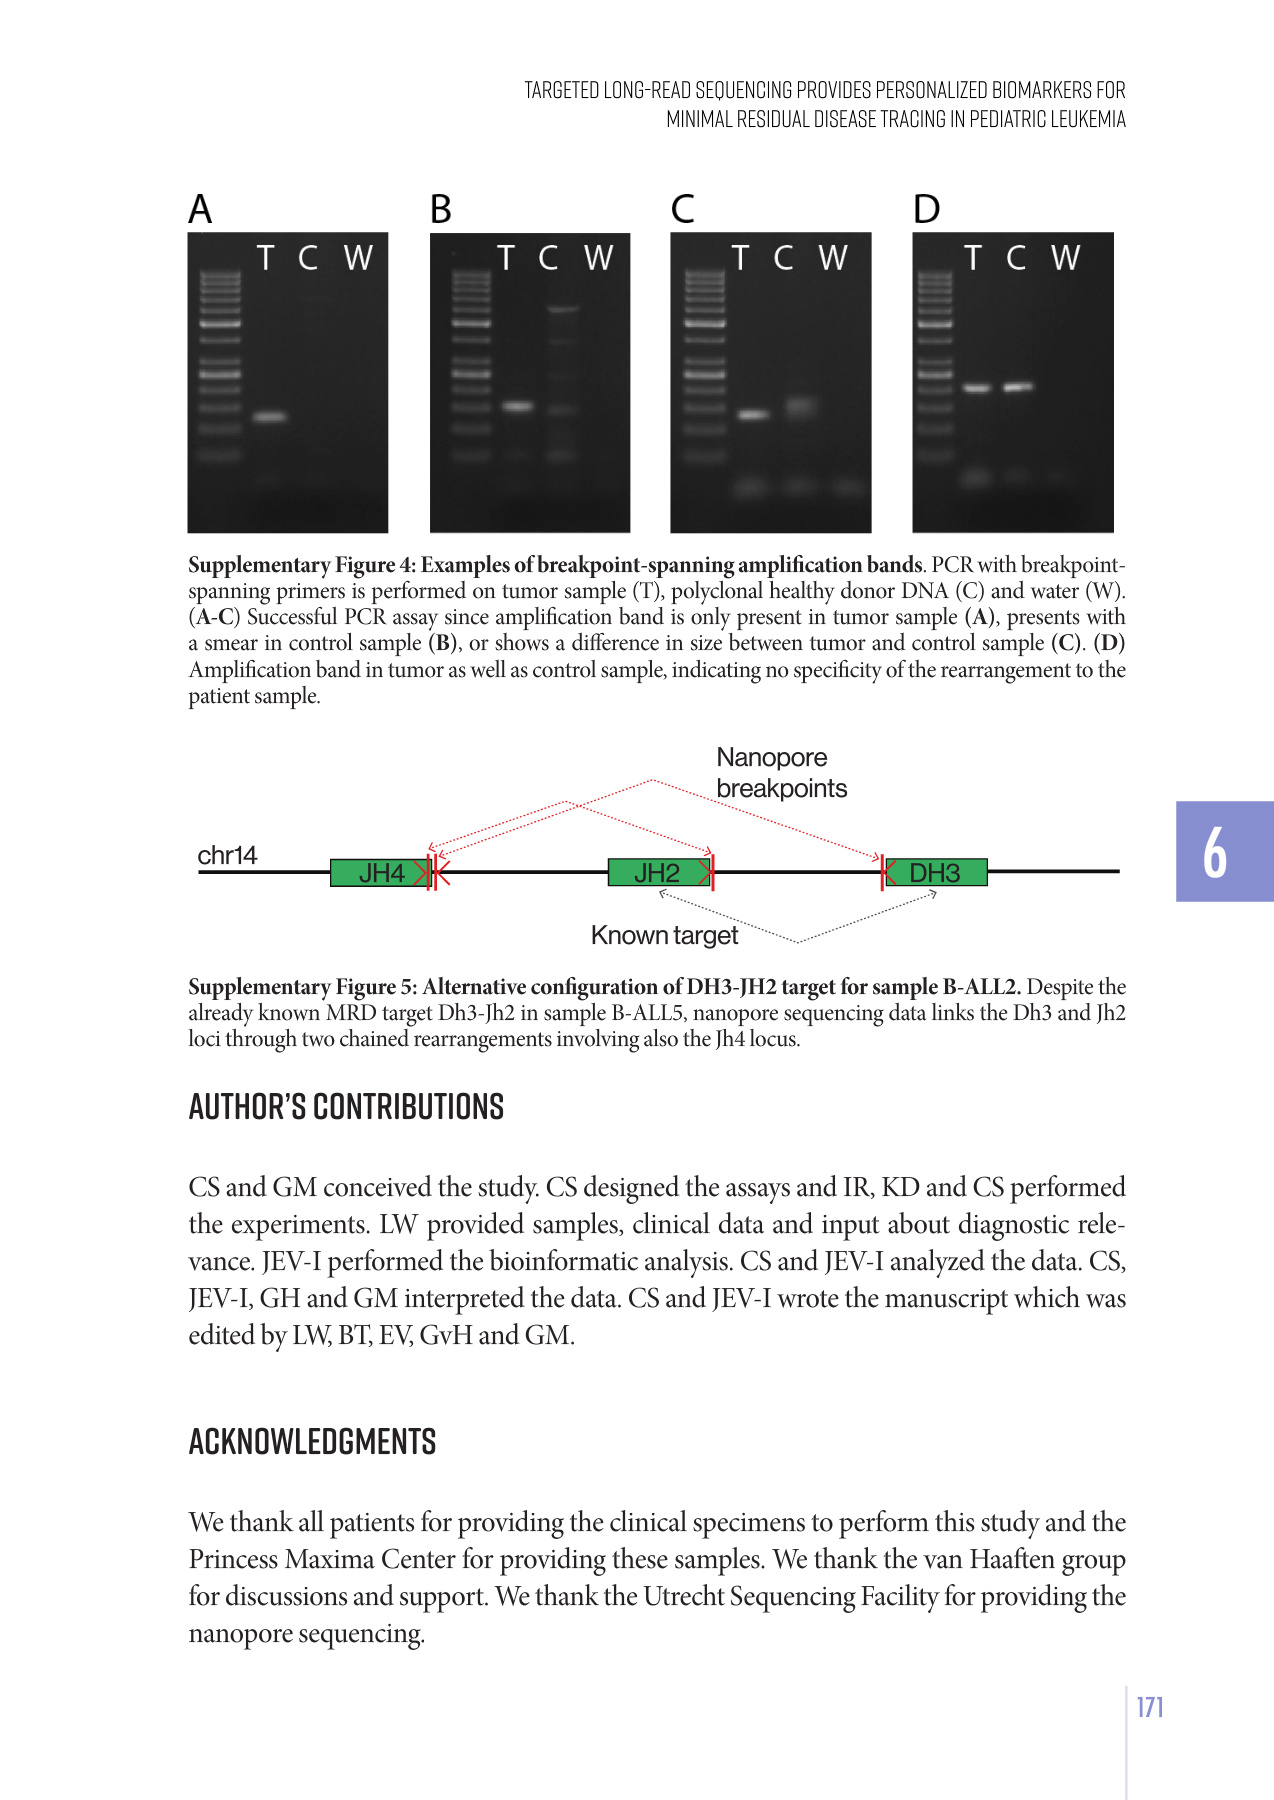 TARGETED LONG-READ SEQUENCING PROVIDES PERSONALIZED BIOMARKERS FOR
MINIMAL RESIDUAL DISEASE TRACING IN PEDIATRIC LEUKEMIA
A B C D
T C W T C W T C W T C W
Supplementary Figure 4: Examples of breakpoint-spanning amplification bands. PCR with breakpoint-
spanning primers is performed on tumor sample (T), polyclonal healthy donor DNA (C) and water (W).
(A-C) Successful PCR assay since amplification band is only present in tumor sample (A), presents with
a smear in control sample (B), or shows a difference in size between tumor and control sample (C). (D)
Amplification band in tumor as well as control sample, indicating no specificity of the rearrangement to the
patient sample.
Nanopore
breakpoints
chr14
JH4 JH2 DH3
Known target
6
Supplementary Figure 5: Alternative configuration of DH3-JH2 target for sample B-ALL2. Despite the
already known MRD target Dh3-Jh2 in sample B-ALL5, nanopore sequencing data links the Dh3 and Jh2
loci through two chained rearrangements involving also the Jh4 locus.
AUTHOR'S CONTRIBUTIONS
CS and GM conceived the study. CS designed the assays and IR, KD and CS performed
the experiments. LW provided samples, clinical data and input about diagnostic rele-
vance. JEV-I performed the bioinformatic analysis. CS and JEV-I analyzed the data. CS,
JEV-I, GH and GM interpreted the data. CS and JEV-I wrote the manuscript which was
edited by LW, BT, EV, GvH and GM.
ACKNOWLEDGMENTS
We thank all patients for providing the clinical specimens to perform this study and the
Princess Maxima Center for providing these samples. We thank the van Haaften group
for discussions and support. We thank the Utrecht Sequencing Facility for providing the
nanopore sequencing.
171